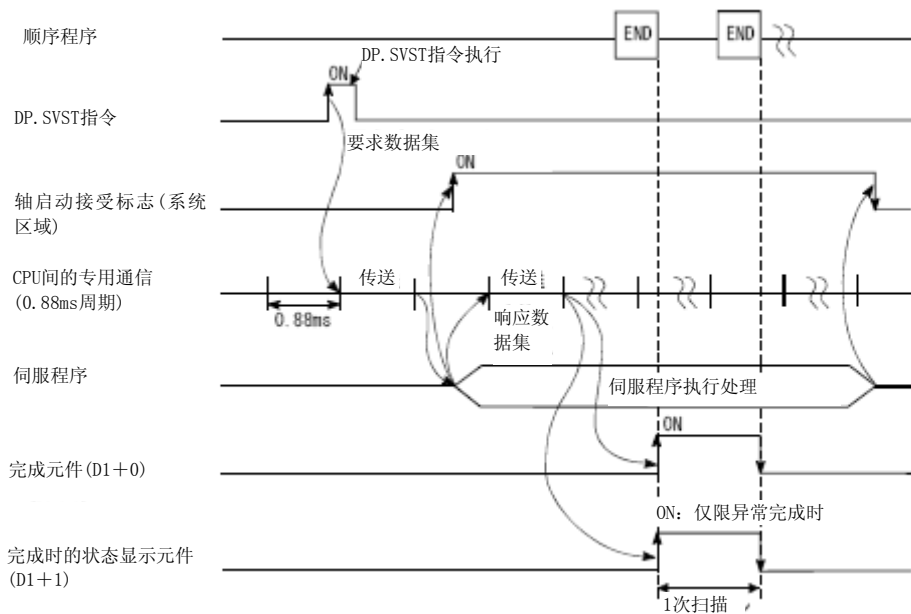 顺序程序
END
END
DP.SVST指令执行
ON
DP.SVST指令
要求数据集
ON
轴启动接受标志(系统
区域)
CPU间的专用通信
(0.88ms周期)
传送
传送
0.88ms
响应数
据集
伺服程序
伺服程序执行处理
ON
完成元件(D1+0)
ON: 仅限异常完成时
完成时的状态显示元件
(D1+1)
1次扫描